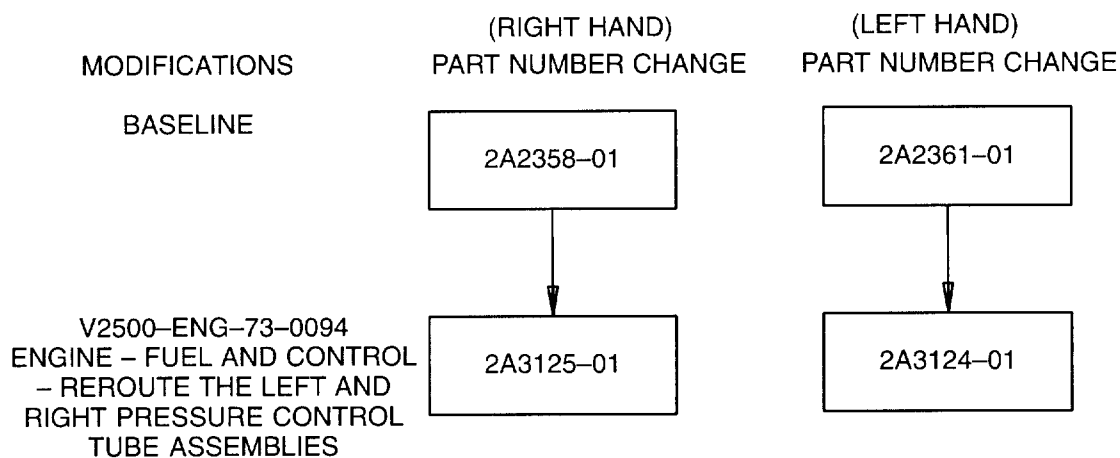 (RIGHT HAND)
(LEFT HAND)
MODIFICATIONS
PART NUMBER CHANGE
PART NUMBER CHANGE
BASELINE
2A2358–01
2A2361–01
V2500–ENG–73–0094
ENGINE – FUEL AND CONTROL
– REROUTE THE LEFT AND
RIGHT PRESSURE CONTROL
TUBE ASSEMBLIES
2A3125–01
2A3124–01